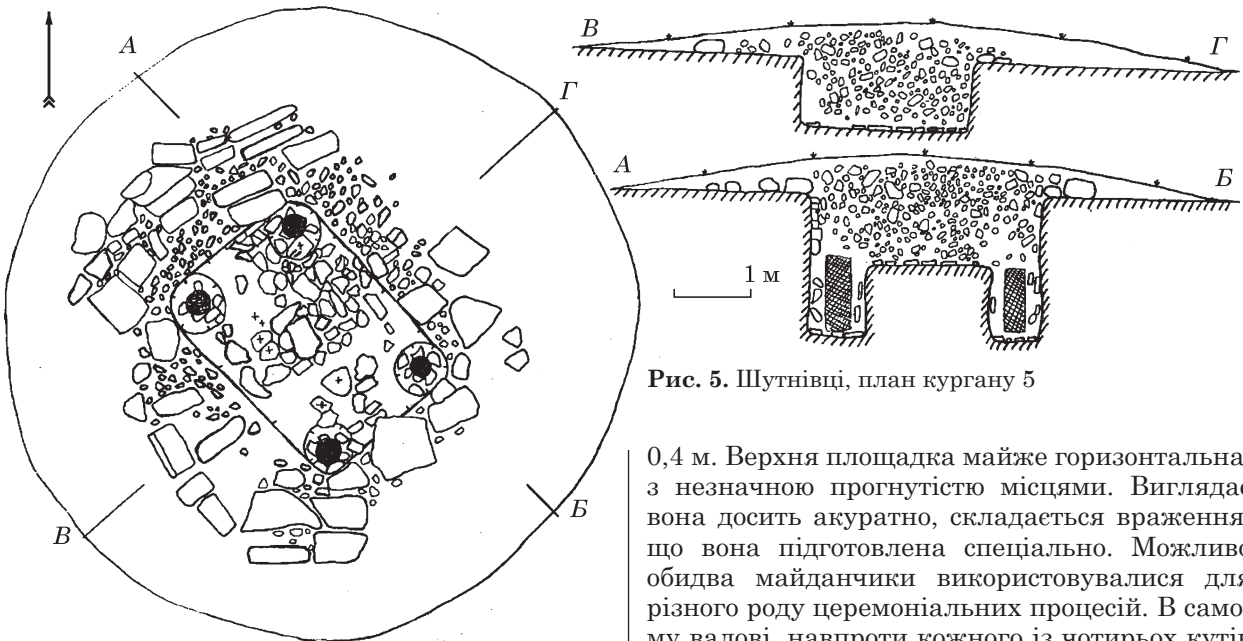 А
Г
В
Б
В
Г
А
Б
1 м
Рис. 5. Шутнівці, план кургану 5
0,4 м. Верхня площадка майже горизонтальна
з незначною прогнутістю місцями. Виглядає
вона досить акуратно, складається враження
що вона підготовлена спеціально. Можливо
обидва майданчики використовувалися для
різного роду церемоніальних процесій. В само-
му валові, навпроти кожного із чотирьох